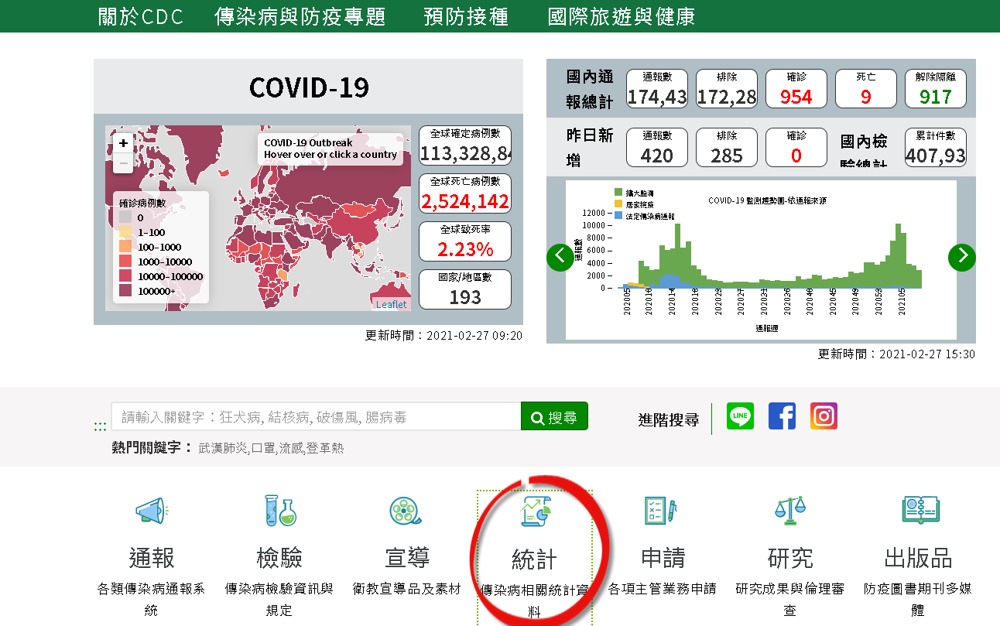 關於CDC
傳染病與防疫專題
預防接種
國際旅遊與健康
COVID-19
+
−
COVID-19 Outbreak
Hover over or click a country
確診病例數
0
1-100
100-1000
1000-10000
10000-100000
100000+
Leaflet
全球確定病例數
113,328,84
全球死亡病例數
2,524,142
全球致死率
2.23%
國家/地區數
193
更新時間：2021-02-27 09:20
國內通
報總計
通報數
174,43
排除
172,28
確診
954
死亡
9
解除隔離
917
昨日新
增
通報數
420
排除
285
確診
0
國內檢
驗總計
累計件數
407,93
擴大監測
居家檢疫
法定傳染病通報
COVID-19 監測趨勢圖-依通報來源
通報數
12000
10000
8000
6000
4000
2000
0
202005
202010
202014
202018
202023
202027
202031
202036
202040
202045
202049
202053
202105
通報週
更新時間：2021-02-27 15:30
:::
請輸入關鍵字：狂犬病, 結核病, 破傷風, 腸病毒
搜尋
進階搜尋
LINE
熱門關鍵字：
武漢肺炎,口罩,流感,登革熱
通報
各類傳染病通報系
統
檢驗
傳染病檢驗資訊與
規定
宣導
衛教宣導品及素材
統計
傳染病相關統計資
料
申請
各項主管業務申請
研究
研究成果與倫理審
查
出版品
防疫圖書期刊多媒
體